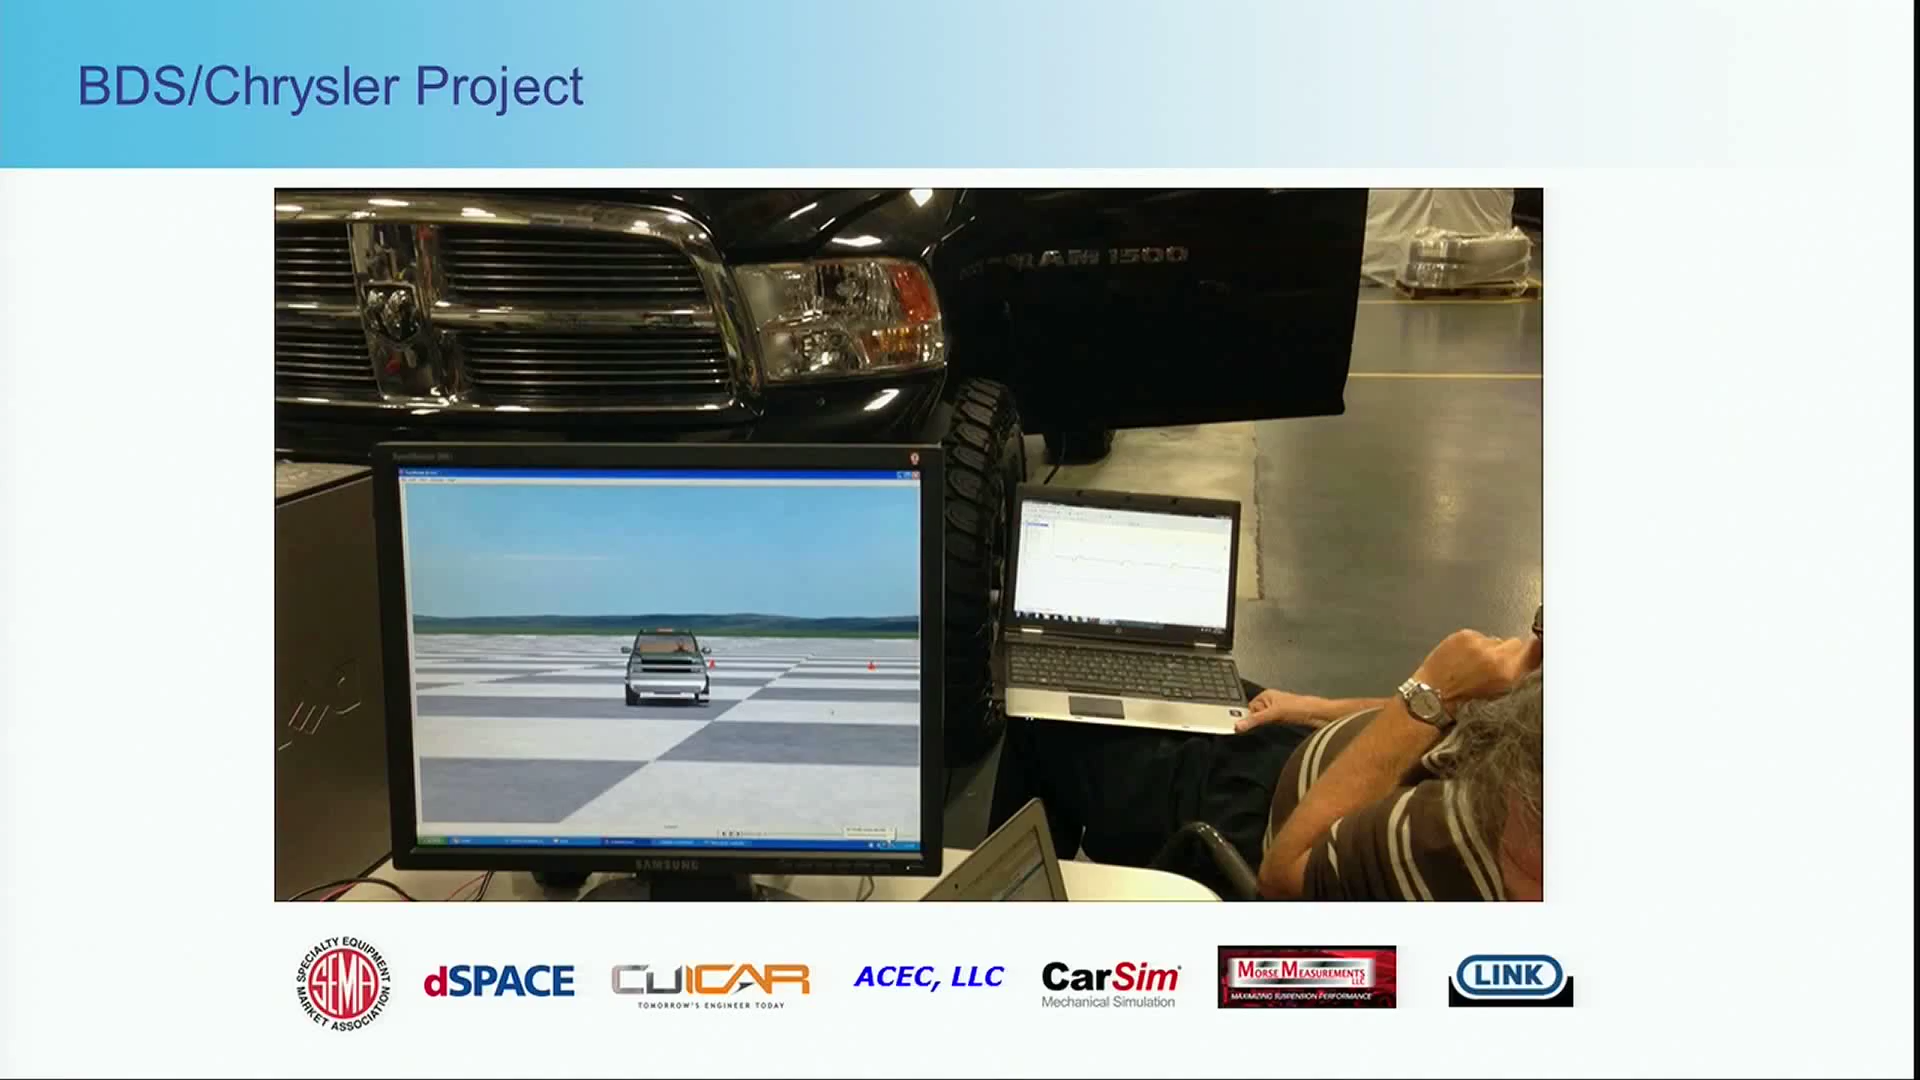 BDS/Chrysler Project
RAM 1500
SAMSUNG
SPECIALTY EQUIPMENT
SEMA
MARKET ASSOCIATION
dSPACE
CUICAR
TOMORROW'S ENGINEER TODAY
ACEC, LLC
CarSim
Mechanical Simulation
MORSE MEASUREMENTS
LLC
MAXIMIZING SUSPENSION PERFORMANCE
LINK